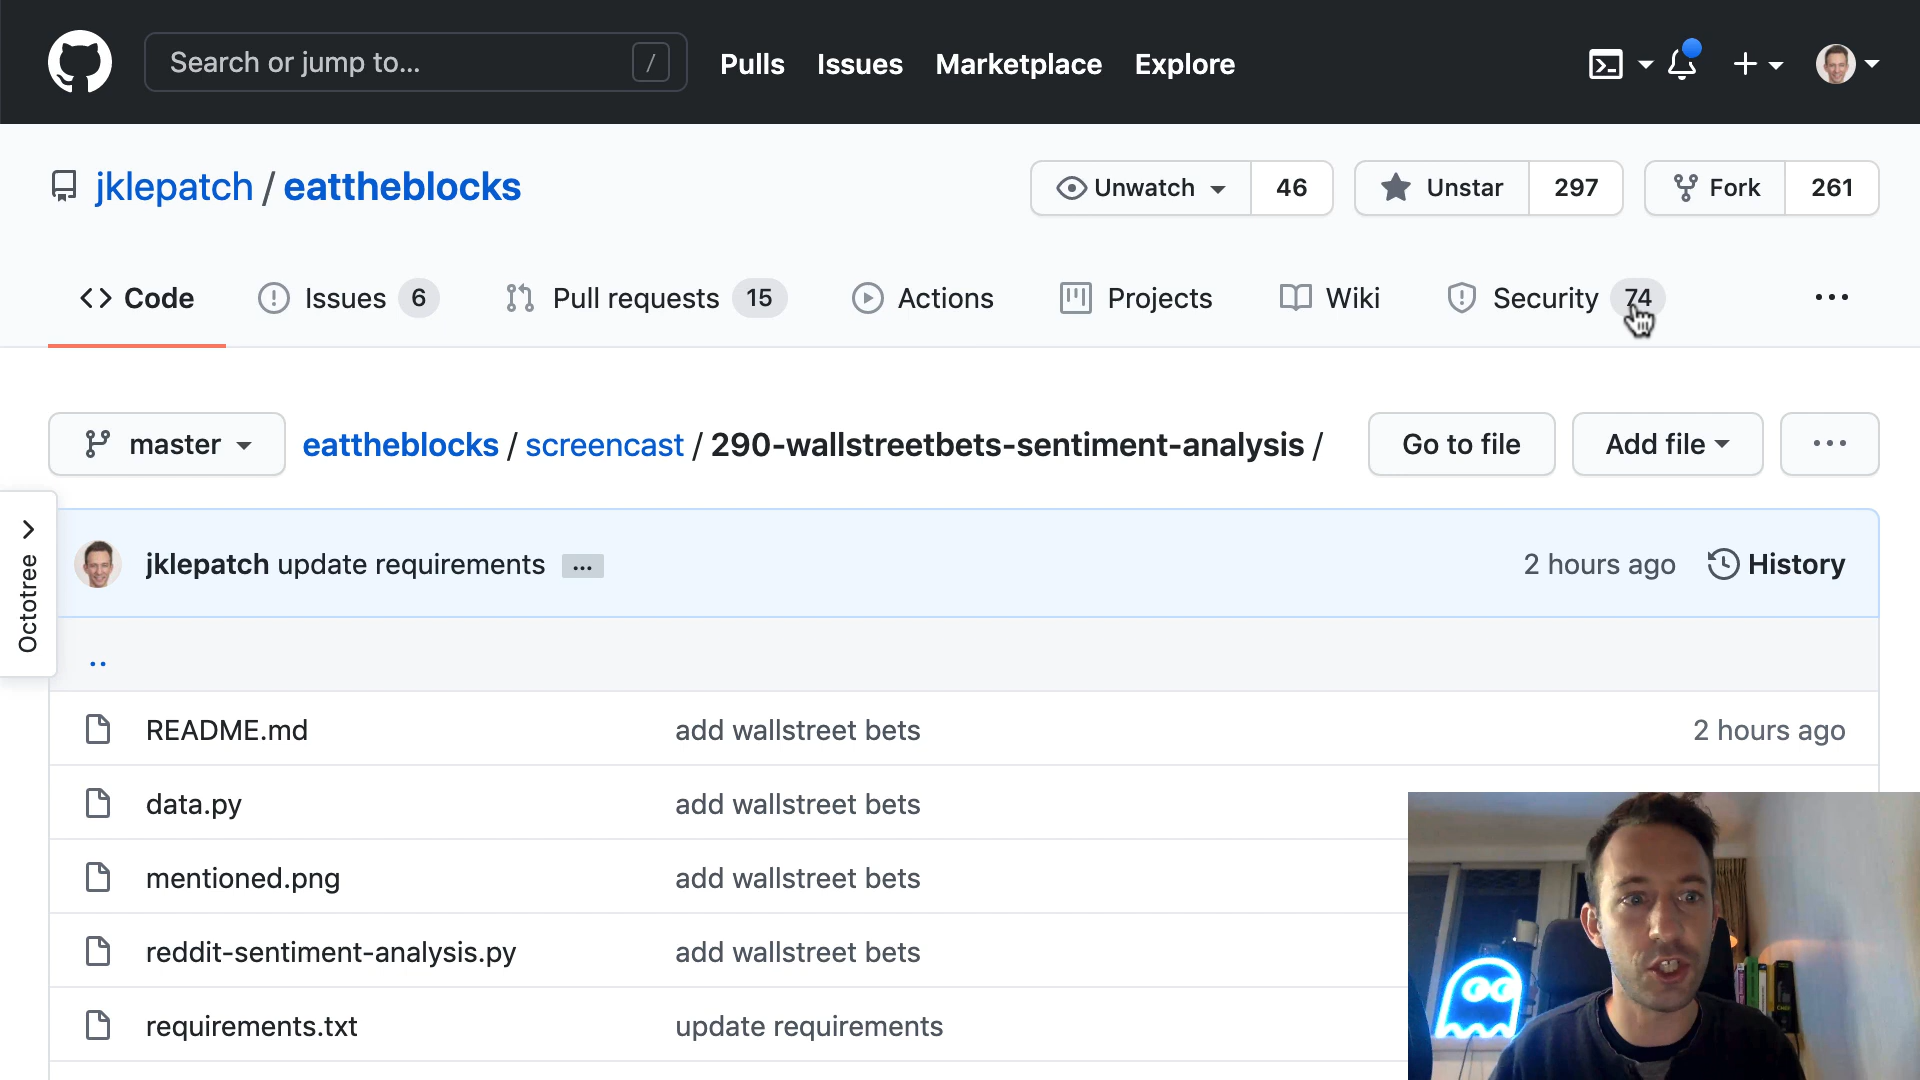 Search or jump to... /
Pulls Issues Marketplace Explore
jklepatch / eattheblocks
Unwatch 46 Unstar 297 Fork 261
Code Issues 6 Pull requests 15 Actions Projects Wiki Security 74 ...
master eattheblocks / screencast / 290-wallstreetbets-sentiment-analysis / Go to file Add file ...
Octotree
jklepatch update requirements ... 2 hours ago History
..
README.md add wallstreet bets 2 hours ago
data.py add wallstreet bets
mentioned.png add wallstreet bets
reddit-sentiment-analysis.py add wallstreet bets
requirements.txt update requirements